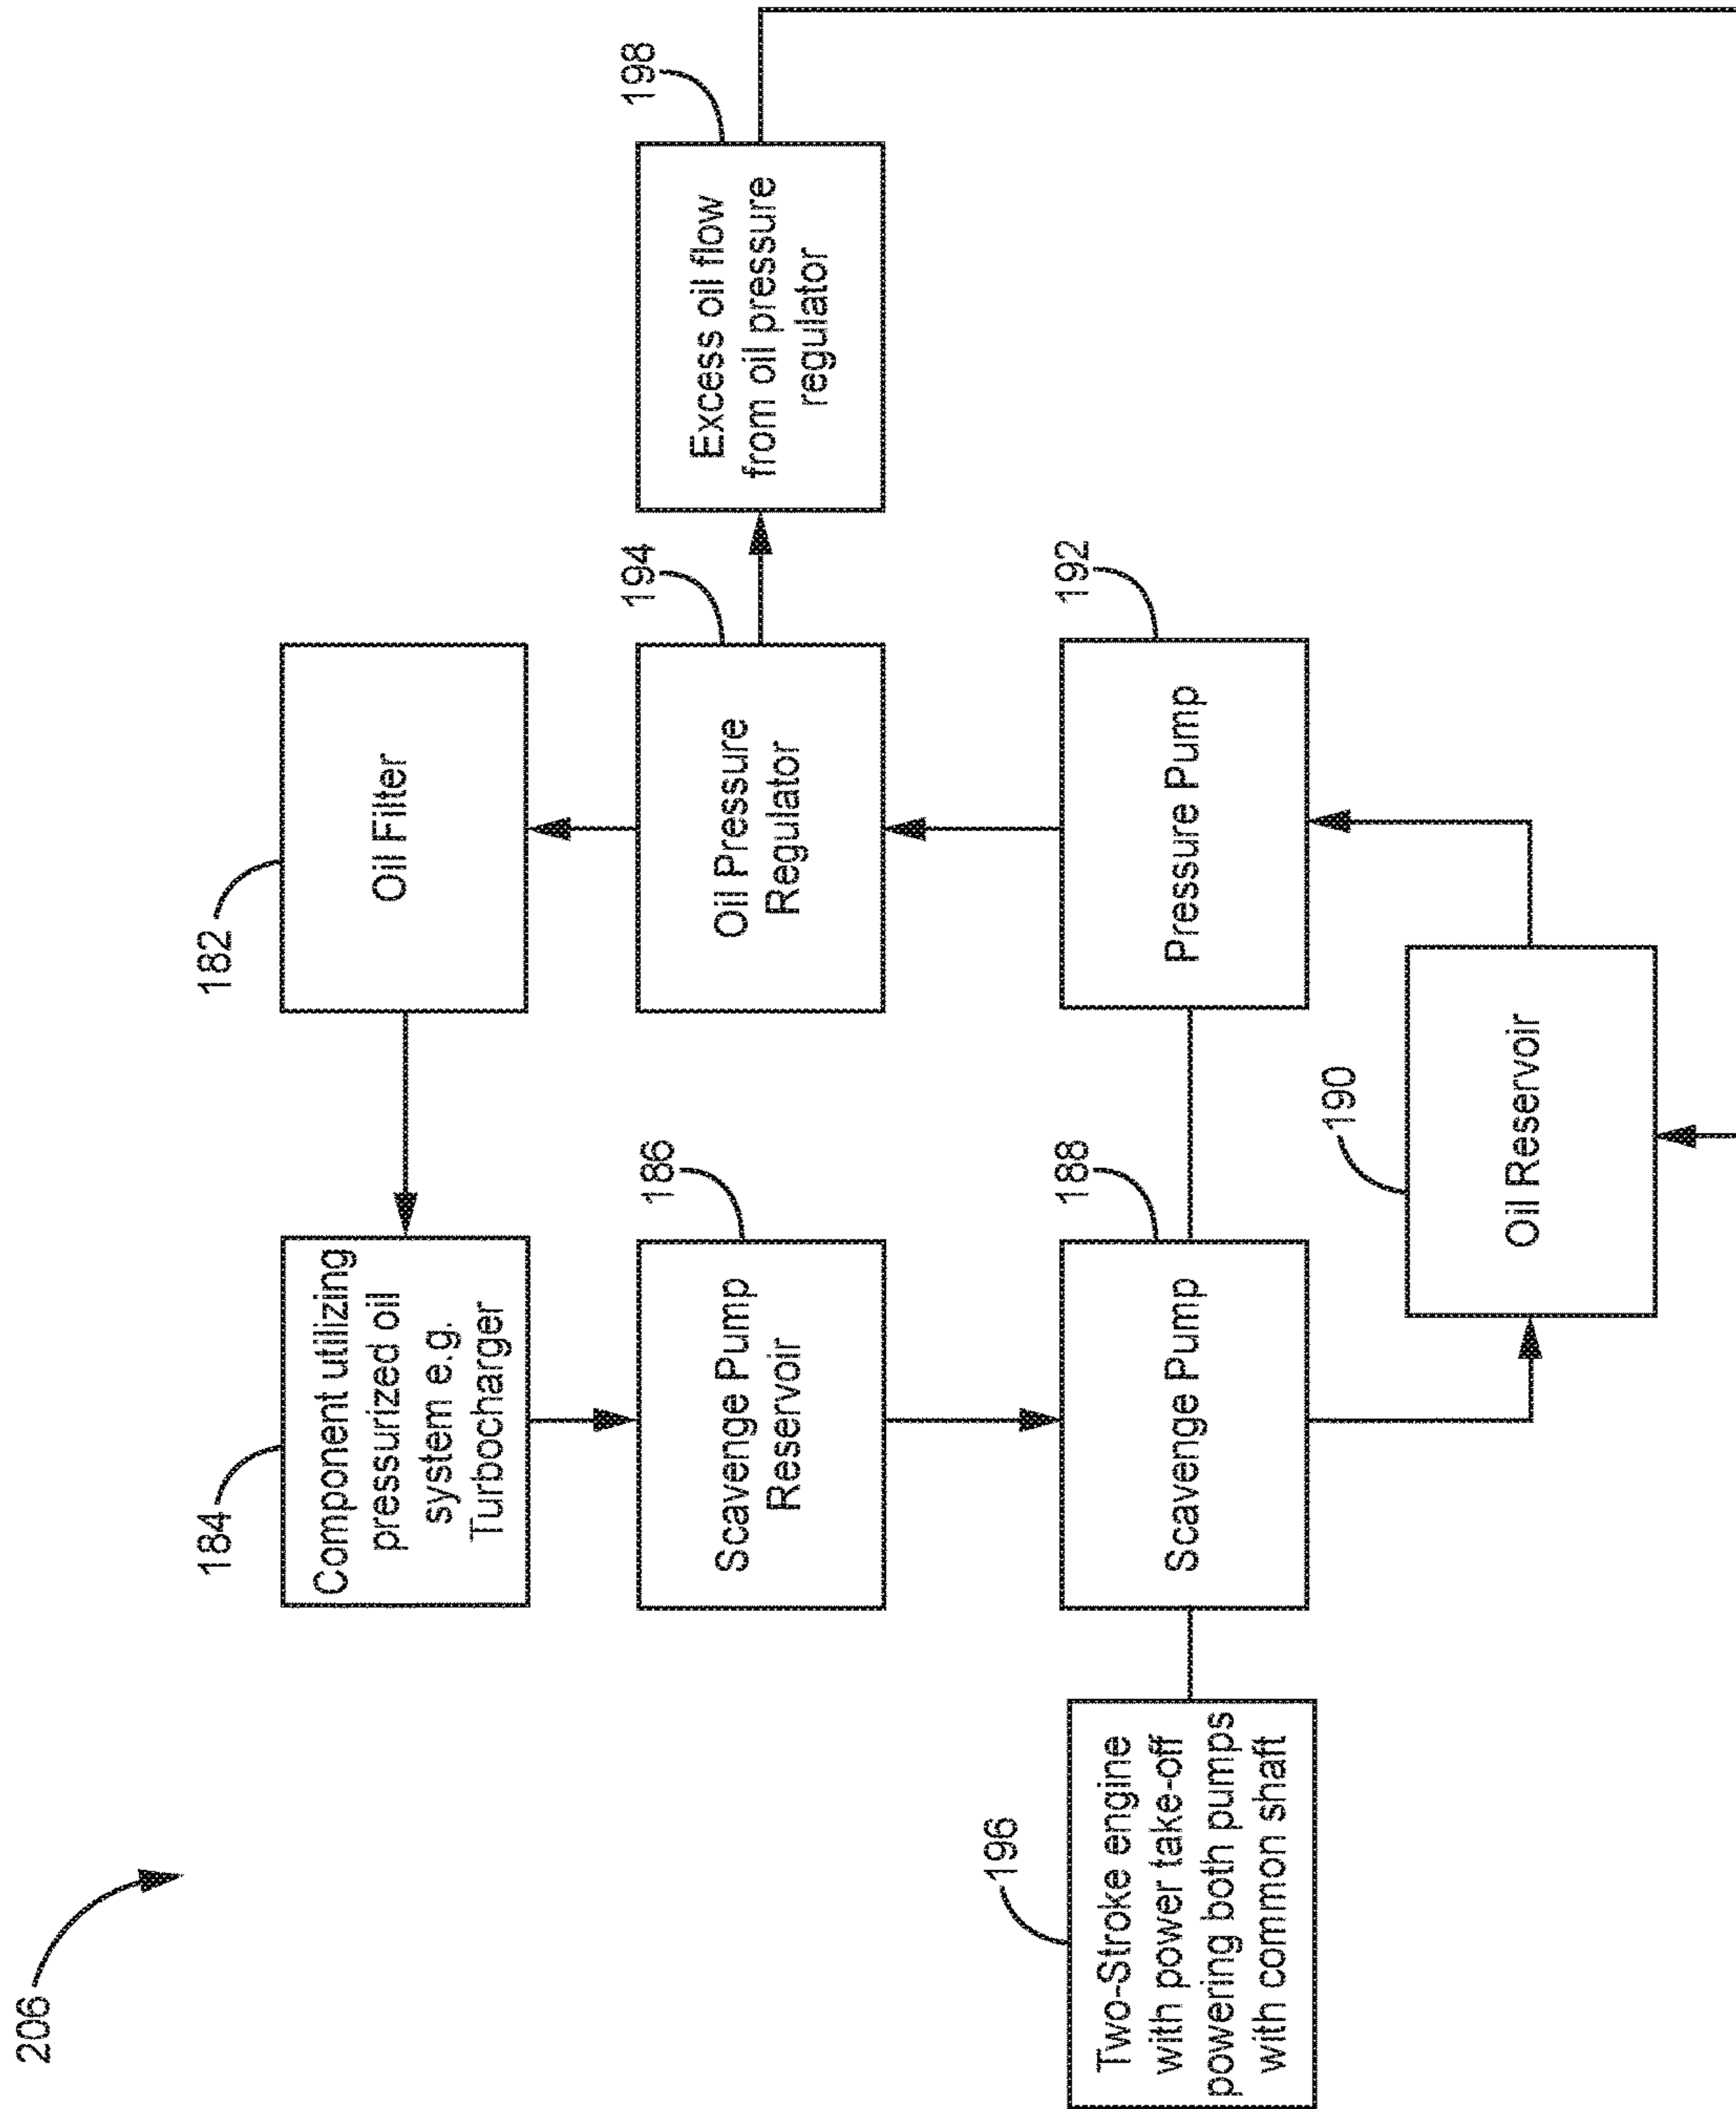 206
184
Component utilizing
pressurized oil
system e.g.
Turbocharger
182
Oil Filter
186
Scavenge Pump
Reservoir
194
Oil Pressure
Regulator
198
Excess oil flow
from oil pressure
regulator
196
Two-Stroke engine
with power take-off
powering both pumps
with common shaft
188
Scavenge Pump
192
Pressure Pump
190
Oil Reservoir